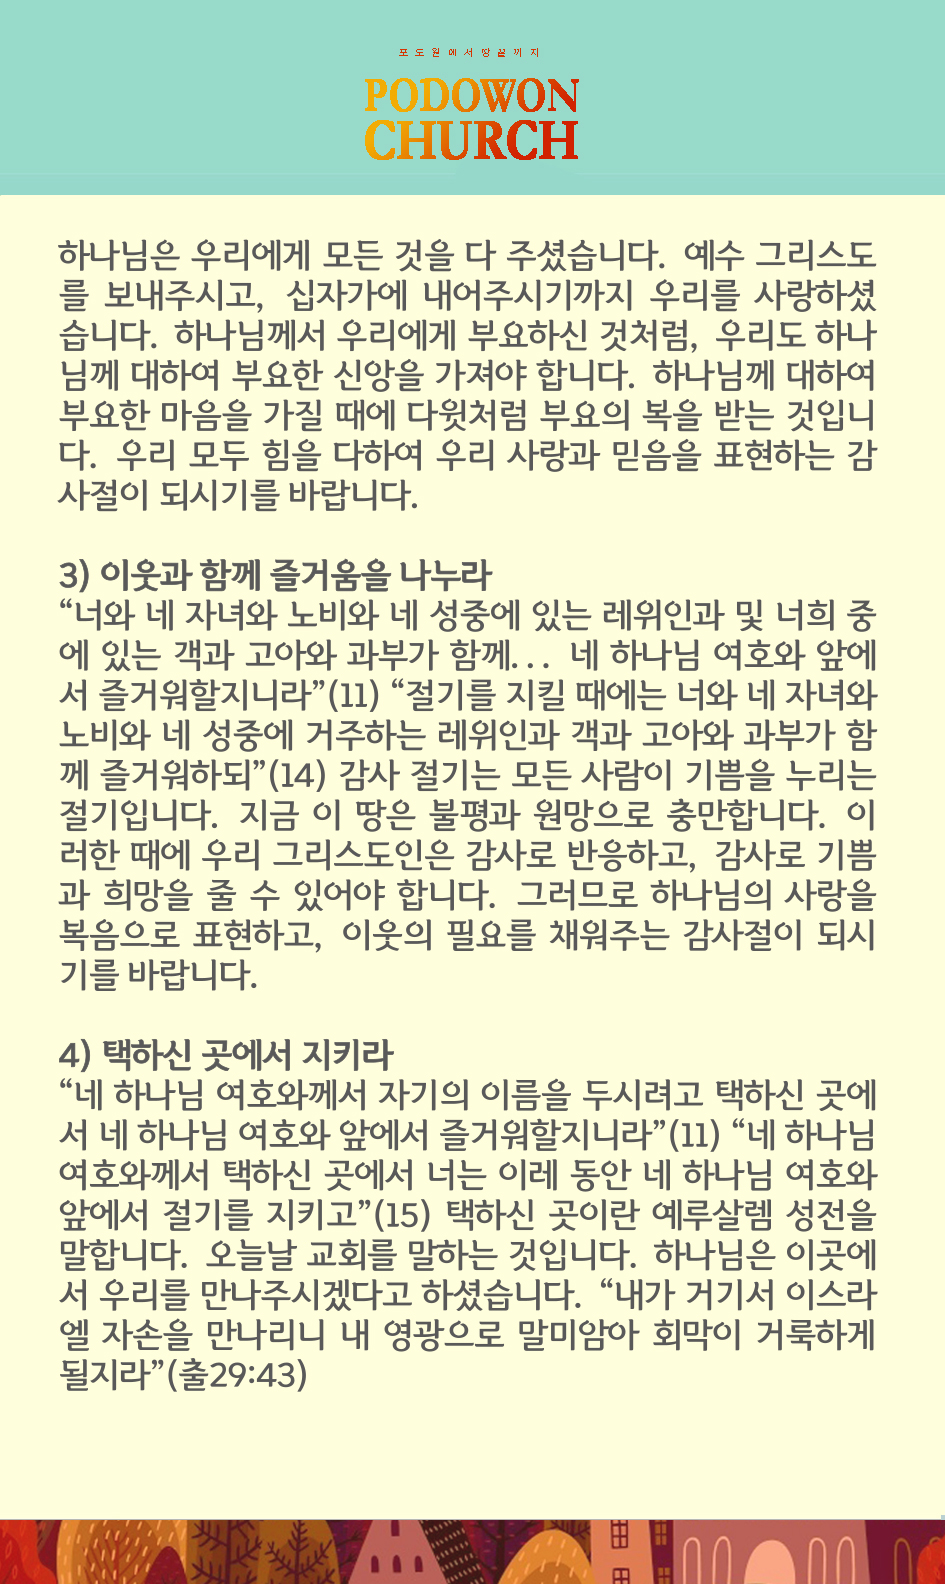 포도원에서땅끝까지
PODOWON
CHURCH
하나님은 우리에게 모든 것을 다 주셨습니다. 예수 그리스도
를 보내주시고, 십자가에 내어주시기까지 우리를 사랑하셨
습니다. 하나님께서 우리에게 부요하신 것처럼, 우리도 하나
님께 대하여 부요한 신앙을 가져야 합니다. 하나님께 대하여
부요한 마음을 가질 때에 다윗처럼 부요의 복을 받는 것입니
다. 우리 모두 힘을 다하여 우리 사랑과 믿음을 표현하는 감
사절이 되시기를 바랍니다.
3) 이웃과 함께 즐거움을 나누라
“너와 네 자녀와 노비와 네 성중에 있는 레위인과 및 너희 중
에 있는 객과 고아와 과부가 함께... 네 하나님 여호와 앞에
서 즐거워할지니라”(11) “절기를 지킬 때에는 너와 네 자녀와
노비와 네 성중에 거주하는 레위인과 객과 고아와 과부가 함
께 즐거워하되”(14) 감사 절기는 모든 사람이 기쁨을 누리는
절기입니다. 지금 이 땅은 불평과 원망으로 충만합니다. 이
러한 때에 우리 그리스도인은 감사로 반응하고, 감사로 기쁨
과 희망을 줄 수 있어야 합니다. 그러므로 하나님의 사랑을
복음으로 표현하고, 이웃의 필요를 채워주는 감사절이 되시
기를 바랍니다.
4) 택하신 곳에서 지키라
“네 하나님 여호와께서 자기의 이름을 두시려고 택하신 곳에
서 네 하나님 여호와 앞에서 즐거워할지니라”(11) “네 하나님
여호와께서 택하신 곳에서 너는 이레 동안 네 하나님 여호와
앞에서 절기를 지키고”(15) 택하신 곳이란 예루살렘 성전을
말합니다. 오늘날 교회를 말하는 것입니다. 하나님은 이곳에
서 우리를 만나주시겠다고 하셨습니다. “내가 거기서 이스라
엘 자손을 만나리니 내 영광으로 말미암아 회막이 거룩하게
될지라”(출29:43)